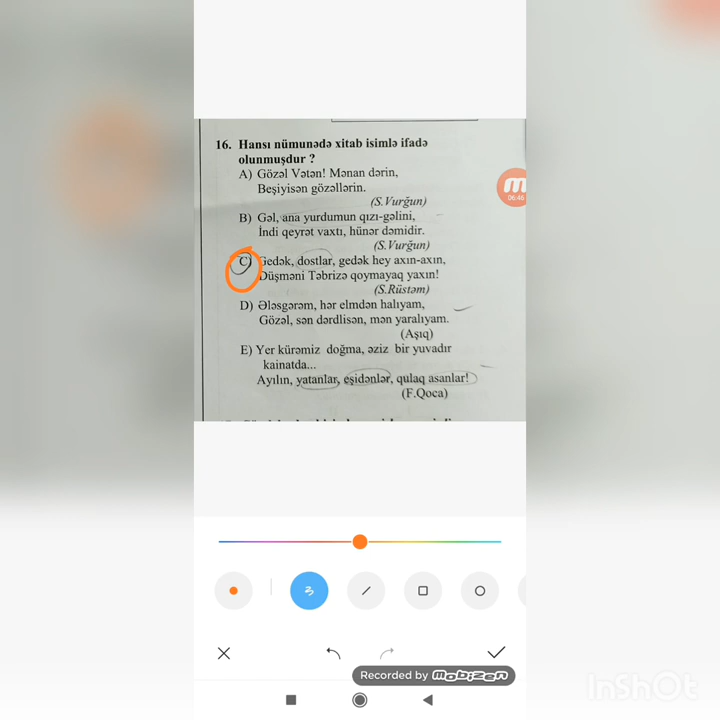 16. Hansı nümunədə xitab isimlə ifadə
olunmuşdur ?
A) Gözəl Vətən! Mənan dərin,
Beşiyisən gözəllərin.
(S.Vurğun)
B) Gəl, ana yurdumun qızı-gəlini,
İndi qeyrət vaxtı, hünər dəmidir.
(S.Vurğun)
C) Gedək, dostlar, gedək hey axın-axın,
Düşməni Təbrizə qoymayaq yaxın!
(S.Rüstəm)
D) Ələsgərəm, hər elmdən halıyam,
Gözəl, sən dərdlisən, mən yaralıyam.
(Aşıq)
E) Yer kürəmiz doğma, əziz bir yuvadır
kainatda...
Ayılın, yatanlar, eşidənlər, qulaq asanlar!
(F.Qoca)
06:46
Recorded by mobizen
InShOt